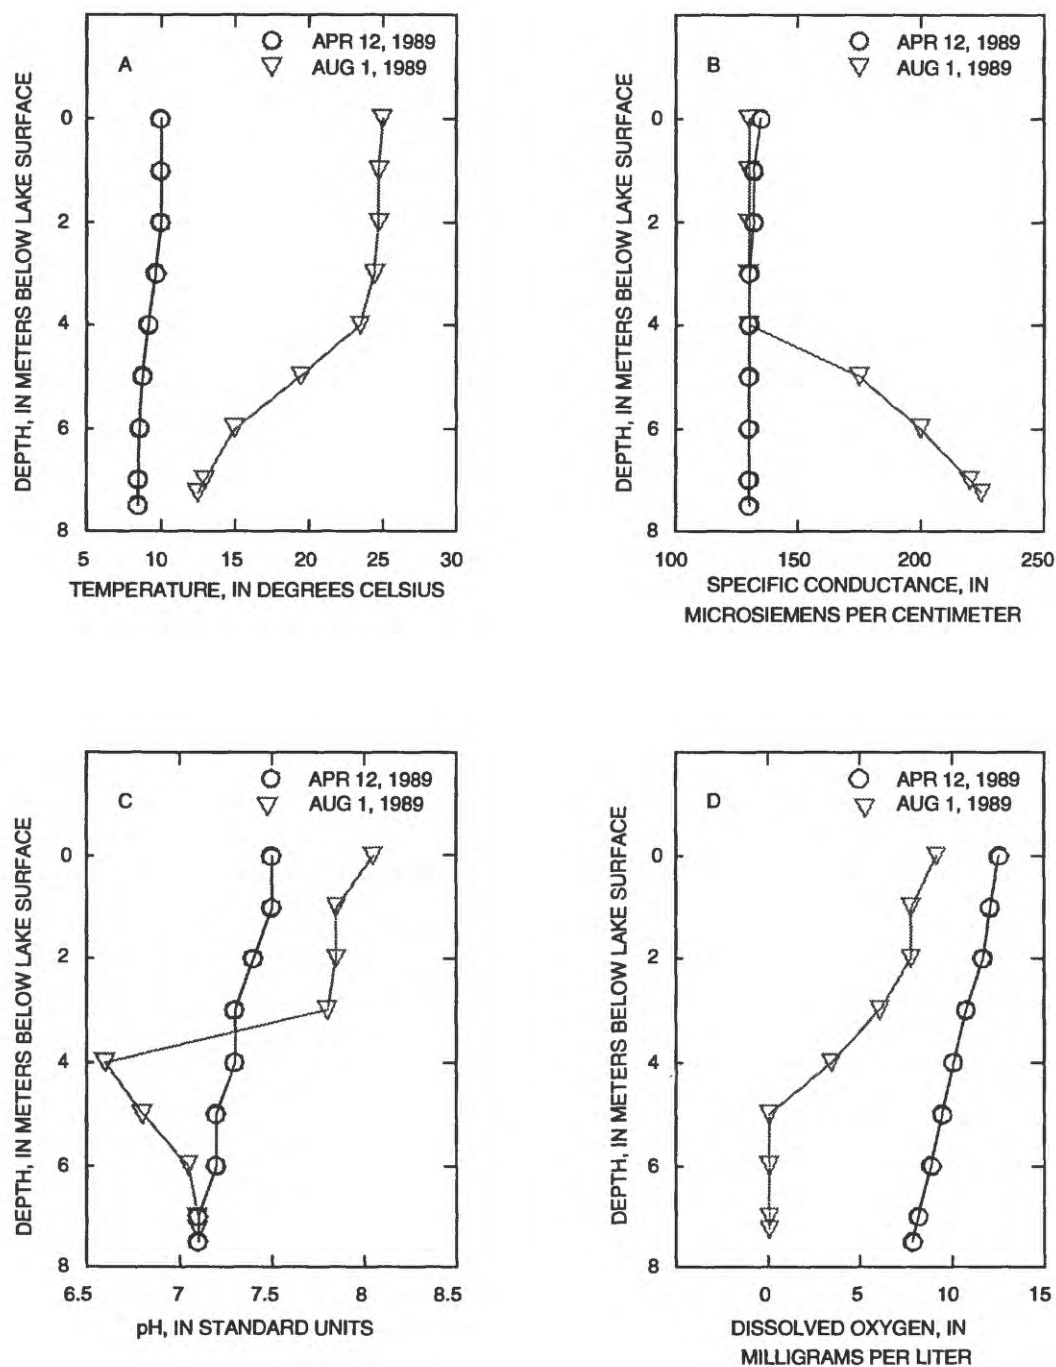 A
APR 12, 1989
AUG 1, 1989
DEPTH, IN METERS BELOW LAKE SURFACE
0
2
4
6
8
5 10 15 20 25 30
TEMPERATURE, IN DEGREES CELSIUS
B
APR 12, 1989
AUG 1, 1989
DEPTH, IN METERS BELOW LAKE SURFACE
0
2
4
6
8
100 150 200 250
SPECIFIC CONDUCTANCE, IN
MICROSIEMENS PER CENTIMETER
C
APR 12, 1989
AUG 1, 1989
DEPTH, IN METERS BELOW LAKE SURFACE
0
2
4
6
8
6.5 7 7.5 8 8.5
pH, IN STANDARD UNITS
D
APR 12, 1989
AUG 1, 1989
DEPTH, IN METERS BELOW LAKE SURFACE
0
2
4
6
8
0 5 10 15
DISSOLVED OXYGEN, IN
MILLIGRAMS PER LITER